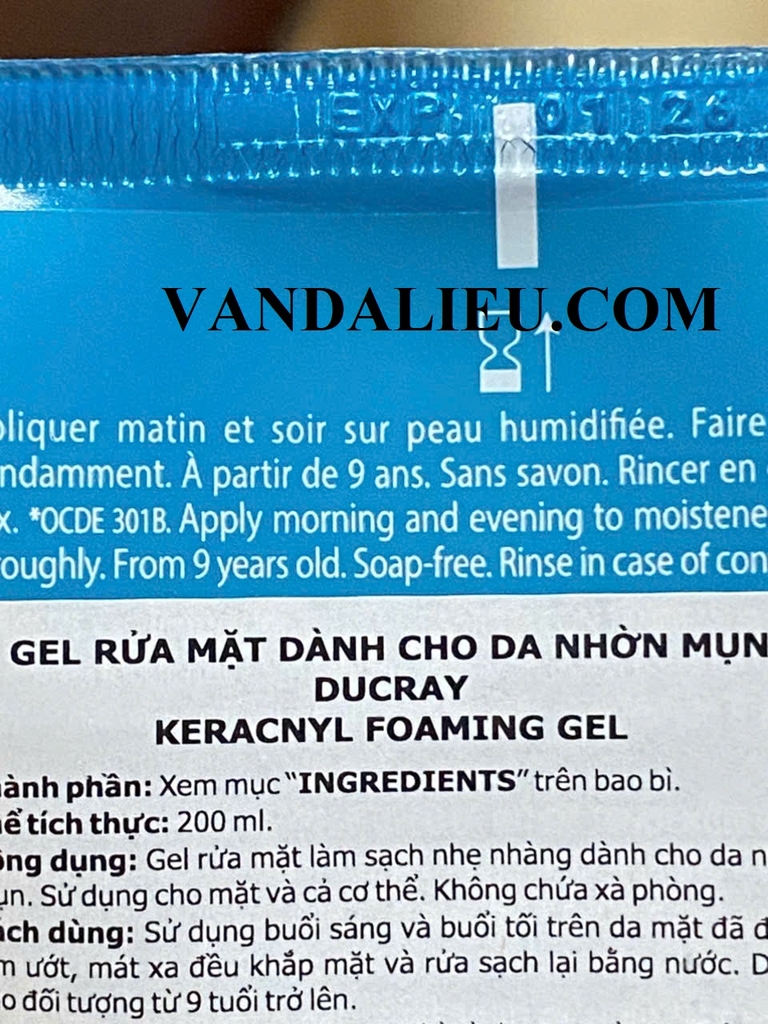 EXP. 09 126
VANDALIEU.COM
pliquer matin et soir sur peau humidifiée. Faire
ndamment. À partir de 9 ans. Sans savon. Rincer en
x. *OCDE 301B. Apply morning and evening to moistene
roughly. From 9 years old. Soap-free. Rinse in case of con
GEL RỬA MẶT DÀNH CHO DA NHỜN MỤN
DUCRAY
KERACNYL FOAMING GEL
ành phần: Xem mục "INGREDIENTS" trên bao bì.
ể tích thực: 200 ml.
ông dụng: Gel rửa mặt làm sạch nhẹ nhàng dành cho da n
ụn. Sử dụng cho mặt và cả cơ thể. Không chứa xà phòng.
ách dùng: Sử dụng buổi sáng và buổi tối trên da mặt đã đ
m ướt, mát xa đều khắp mặt và rửa sạch lại bằng nước. D
o đối tượng từ 9 tuổi trở lên.